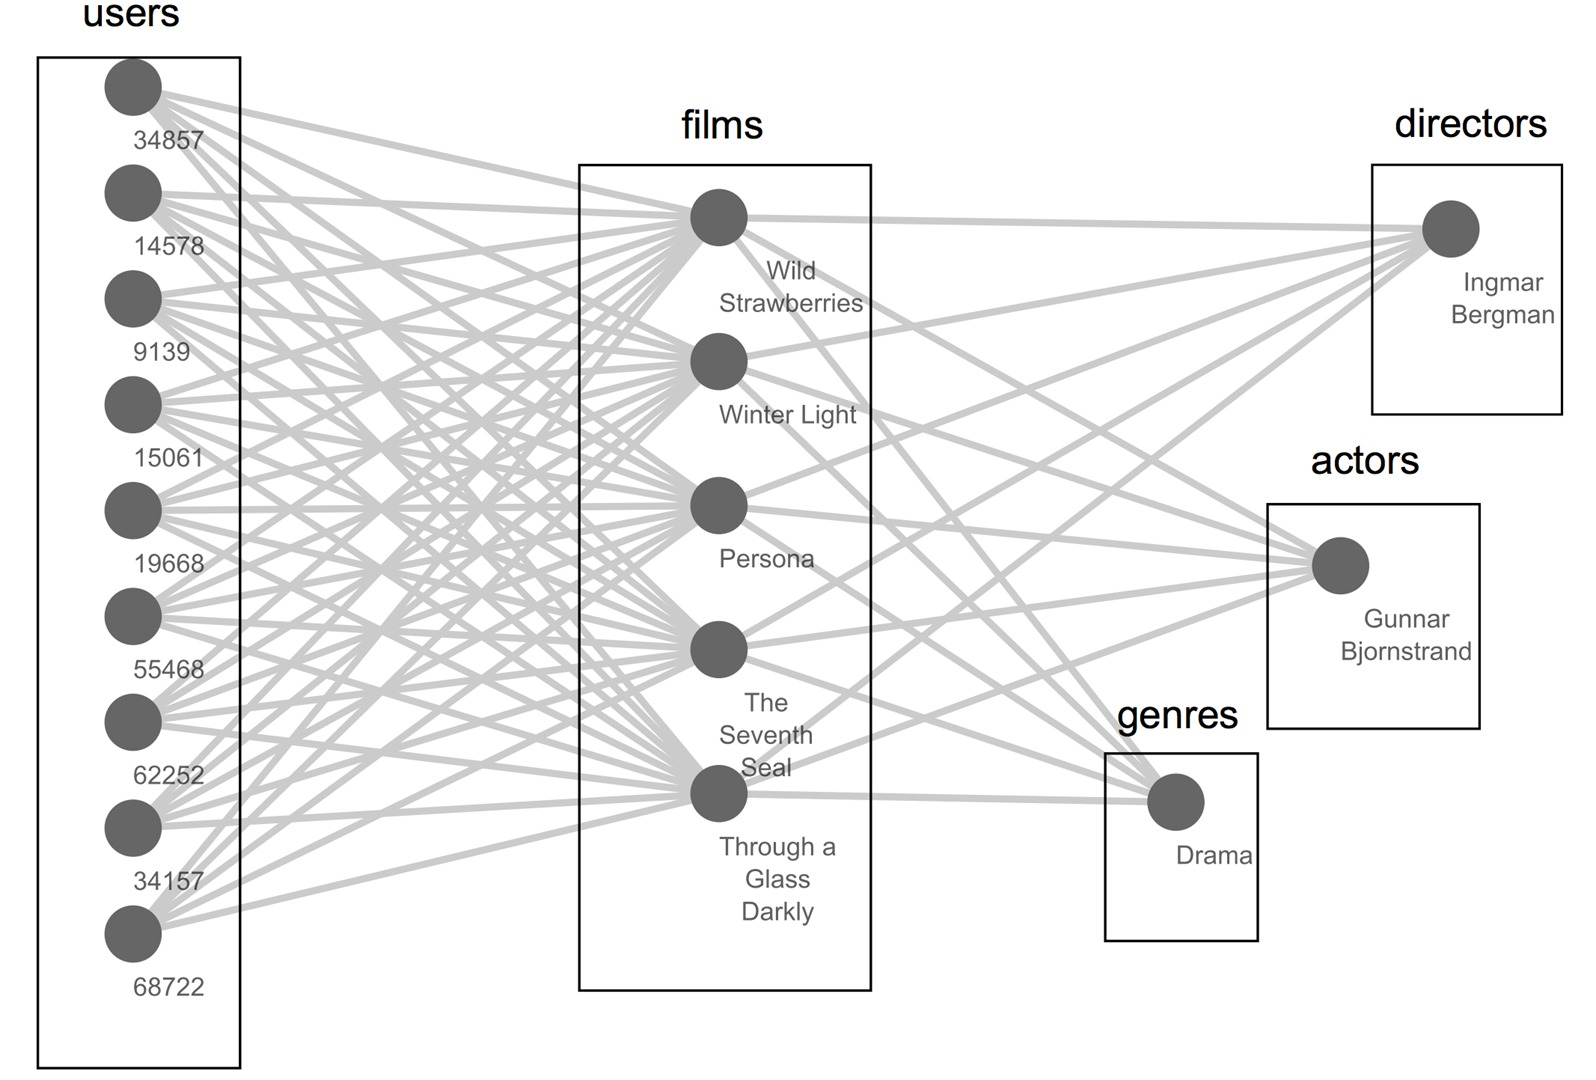 users
34857
14578
9139
15061
19668
55468
62252
34157
68722
films
Wild
Strawberries
Winter Light
Persona
The
Seventh
Seal
Through a
Glass
Darkly
directors
Ingmar
Bergman
actors
Gunnar
Bjornstrand
genres
Drama